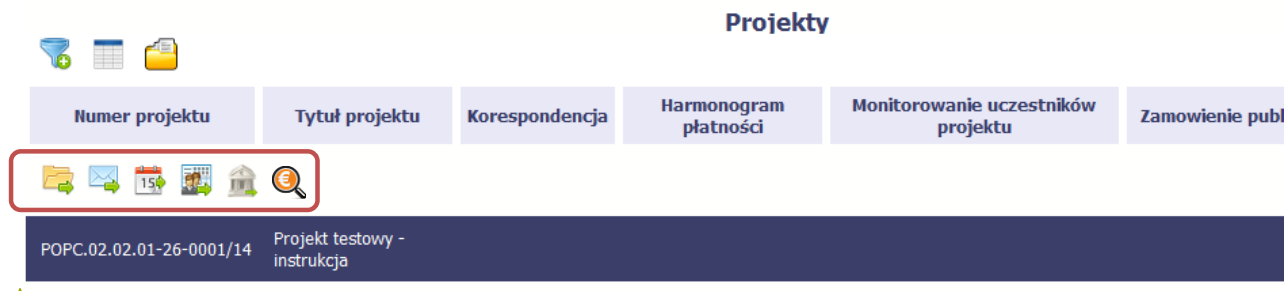 Projekty
Numer projektu
Tytuł projektu
Korespondencja
Harmonogram
płatności
Monitorowanie uczestników
projektu
Zamowienie publ
15
€
POPC.02.02.01-26-0001/14
Projekt testowy -
instrukcja